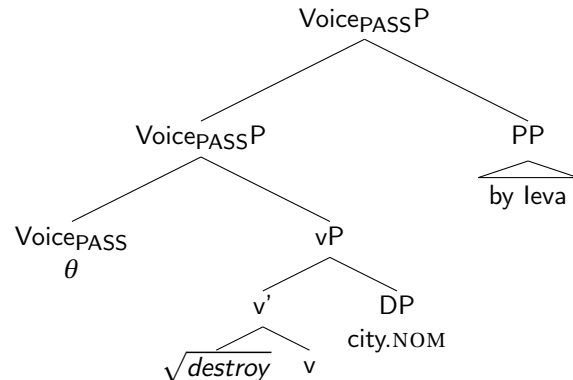 Voice_PASS P
Voice_PASS P PP
by Ieva
Voice_PASS vP
θ
v' DP
city.NOM
√destroy v